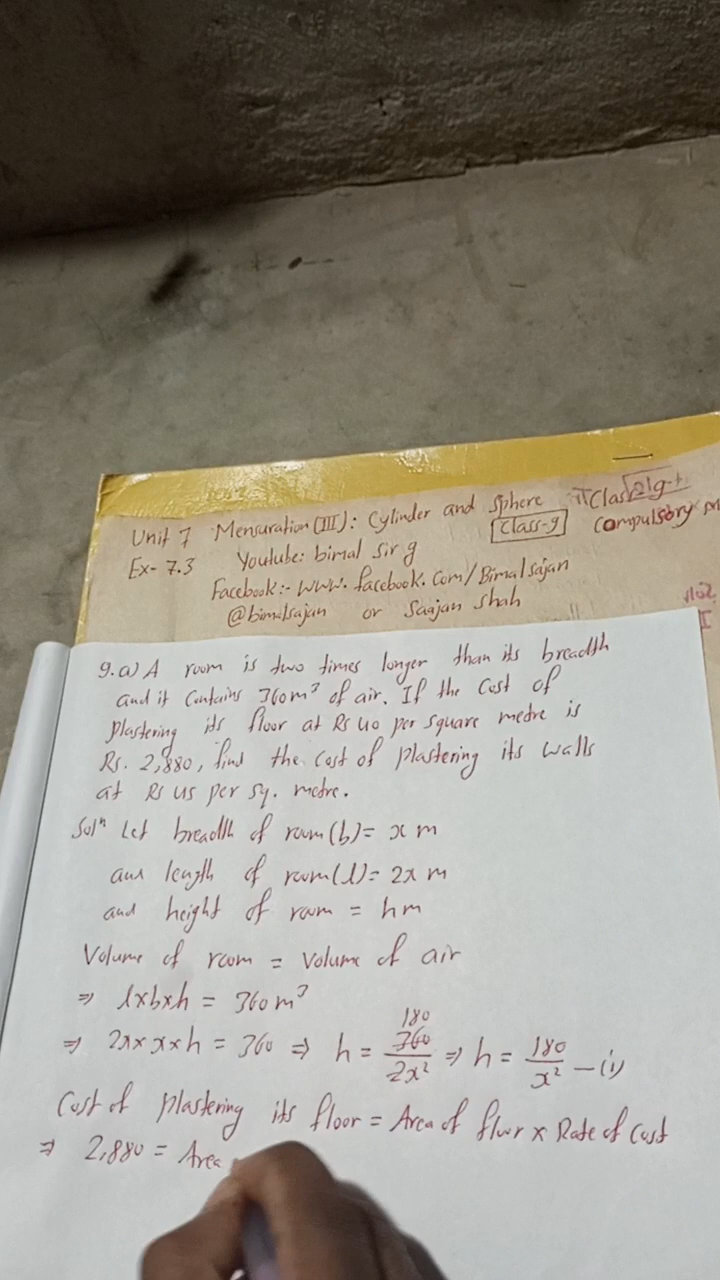 Unit 7 Mensuration (III): Cylinder and Sphere
Ex- 7.3 Youtube: bimal sir g Class-9 Compulsory M
Facebook:- www.facebook.com/Bimalsajan
@bimalsajan or Saajan Shah
9.a) A room is two times longer than its breadth
and it contains 360m³ of air. If the cost of
plastering its floor at Rs 40 per square metre is
Rs. 2,880, find the cost of plastering its walls
at Rs 45 per sq. metre.
Solⁿ Let breadth of room(b)= x m
and length of room(l)= 2x m
and height of room = hm
Volume of room = Volume of air
⇒ l×b×h = 360m³
⇒ 2x×x×h = 360 ⇒ h = 180 360/2x² ⇒ h = 180/x² –(i)
Cost of plastering its floor = Area of floor × Rate of cost
⇒ 2,880 = Area